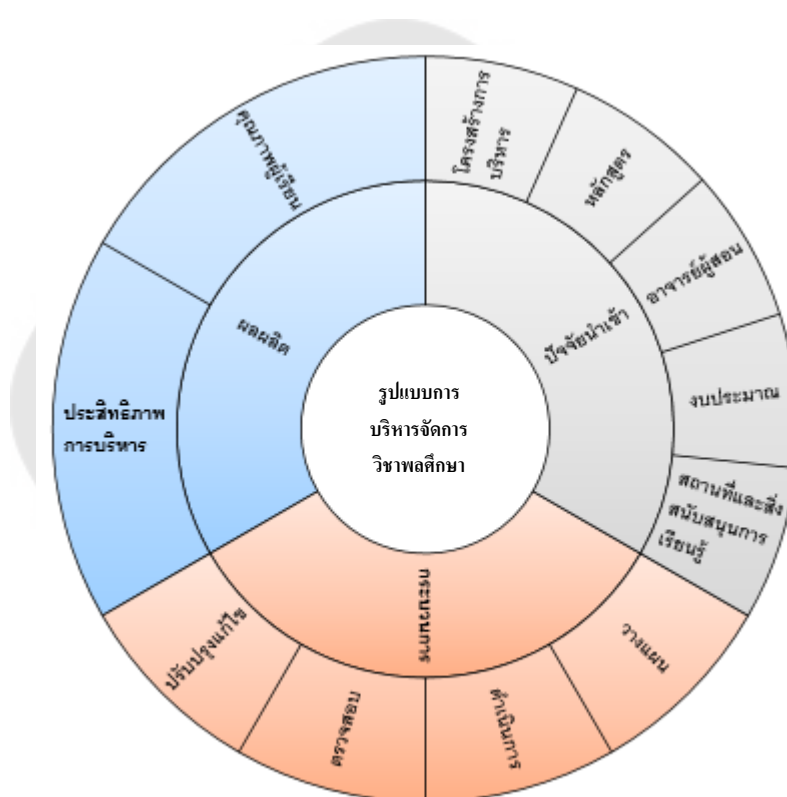 รูปแบบการ
บริหารจัดการ
วิชาพลศึกษา
ปัจจัยนำเข้า
โครงสร้างการ
บริหาร
หลักสูตร
อาจารย์ผู้สอน
งบประมาณ
สถานที่และสิ่ง
สนับสนุนการ
เรียนรู้
กระบวนการ
วางแผน
ดำเนินการ
ตรวจสอบ
ปรับปรุงแก้ไข
ผลผลิต
ประสิทธิภาพ
การบริหาร
คุณภาพผู้เรียน